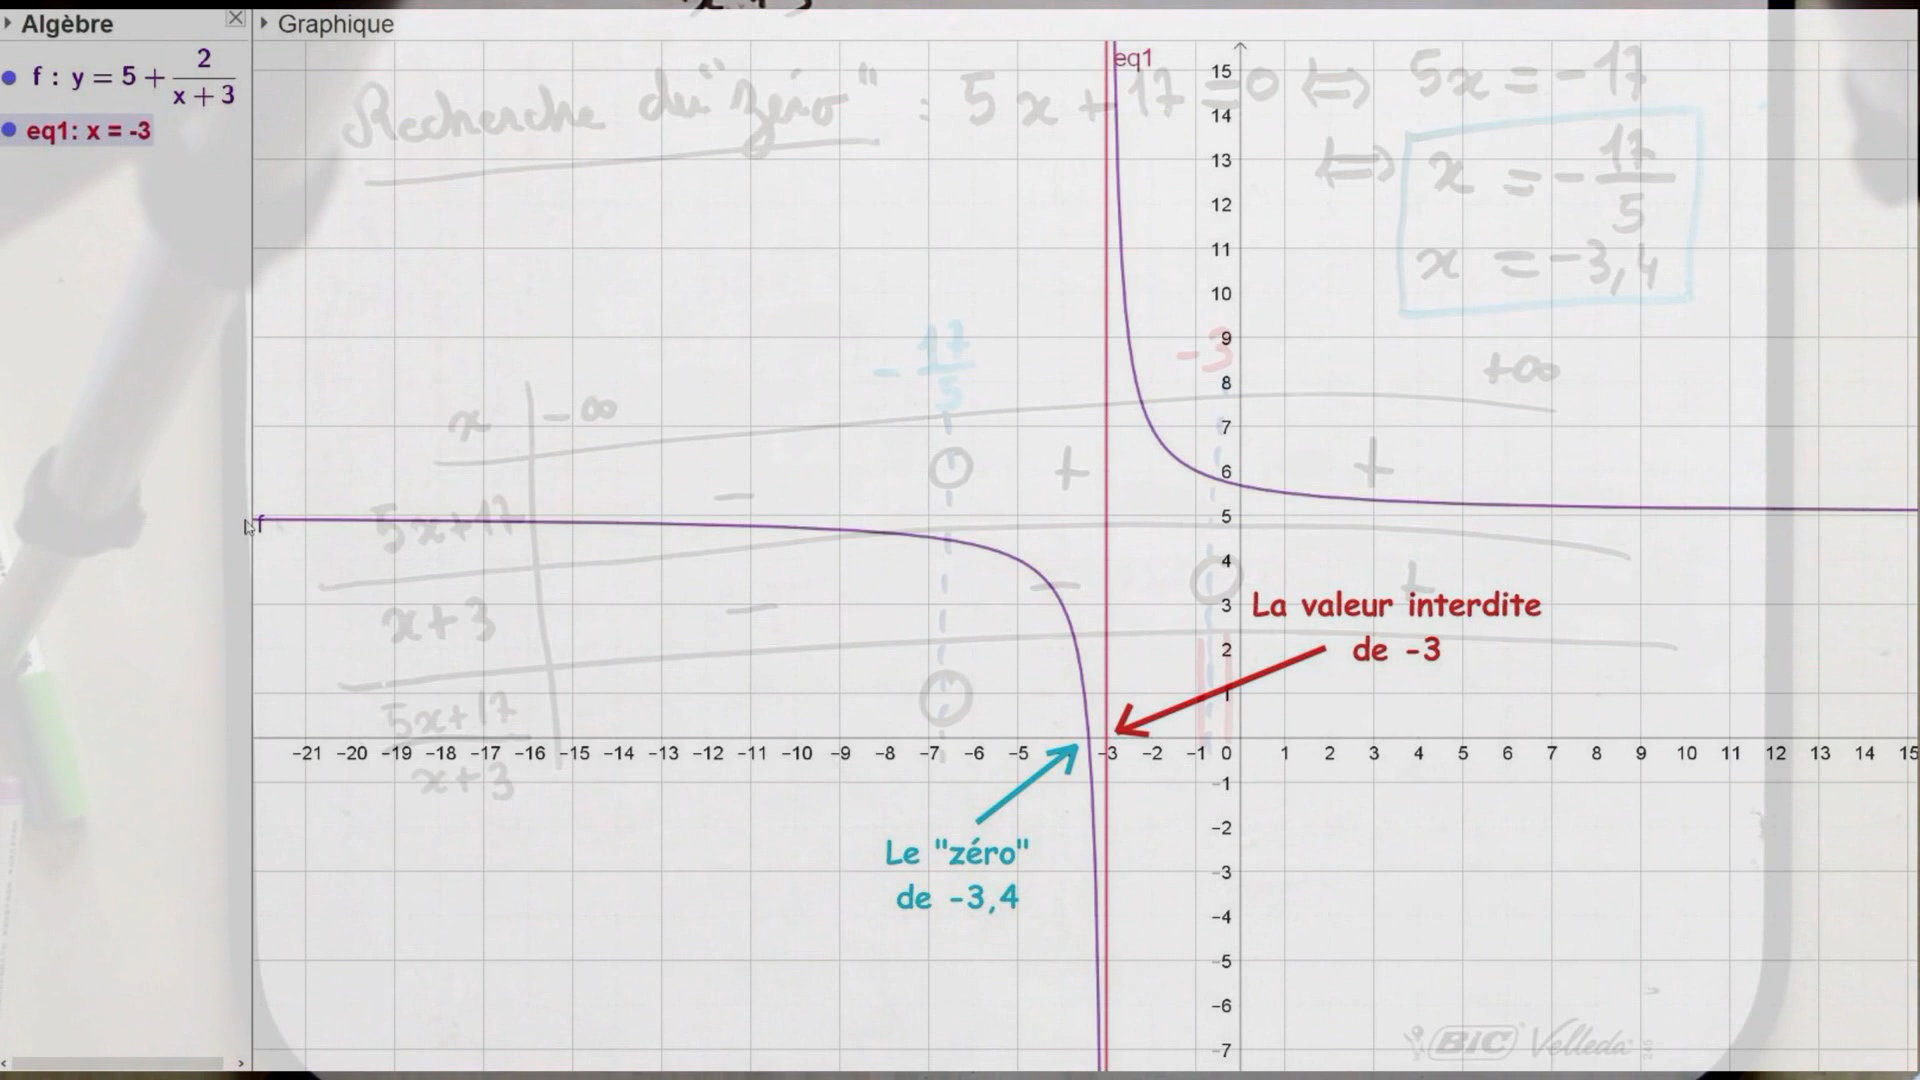 Algèbre
f : y = 5 + 2/(x + 3)
eq1: x = -3
Graphique
eq1
f
15
14
13
12
11
10
9
8
7
6
5
4
3
2
1
-21 -20 -19 -18 -17 -16 -15 -14 -13 -12 -11 -10 -9 -8 -7 -6 -5 -3 -2 -1 0 1 2 3 4 5 6 7 8 9 10 11 12 13 14 15
-1
-2
-3
-4
-5
-6
-7
La valeur interdite
de -3
Le "zéro"
de -3,4
Recherche du "zéro" : 5x + 17 = 0 ⟺ 5x = -17
⟺ x = -17/5
x = -3,4
x -∞ -17/5 -3 +∞
5x+17 - 0 + +
x+3 - - 0 +
5x+17
x+3
0
BIC Velleda